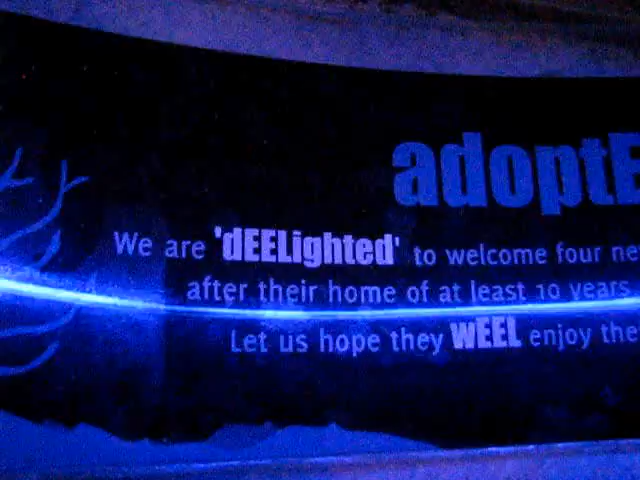 adoptE
We are 'dEELighted' to welcome four ne
after their home of at least 10 years
Let us hope they WEEL enjoy the